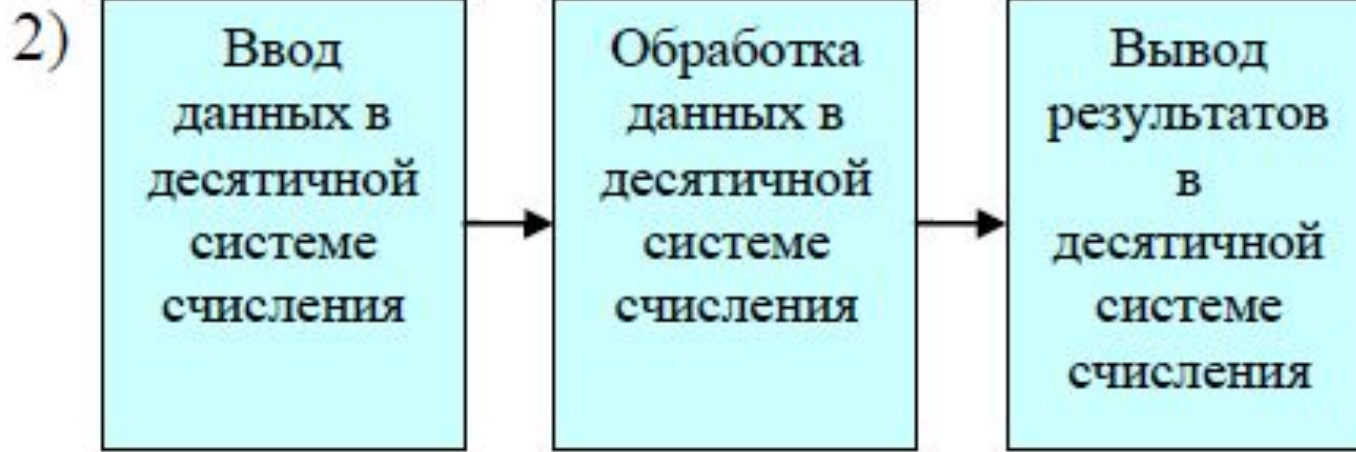 2)
Ввод
данных в
десятичной
системе
счисления
Обработка
данных в
десятичной
системе
счисления
Вывод
результатов
в
десятичной
системе
счисления